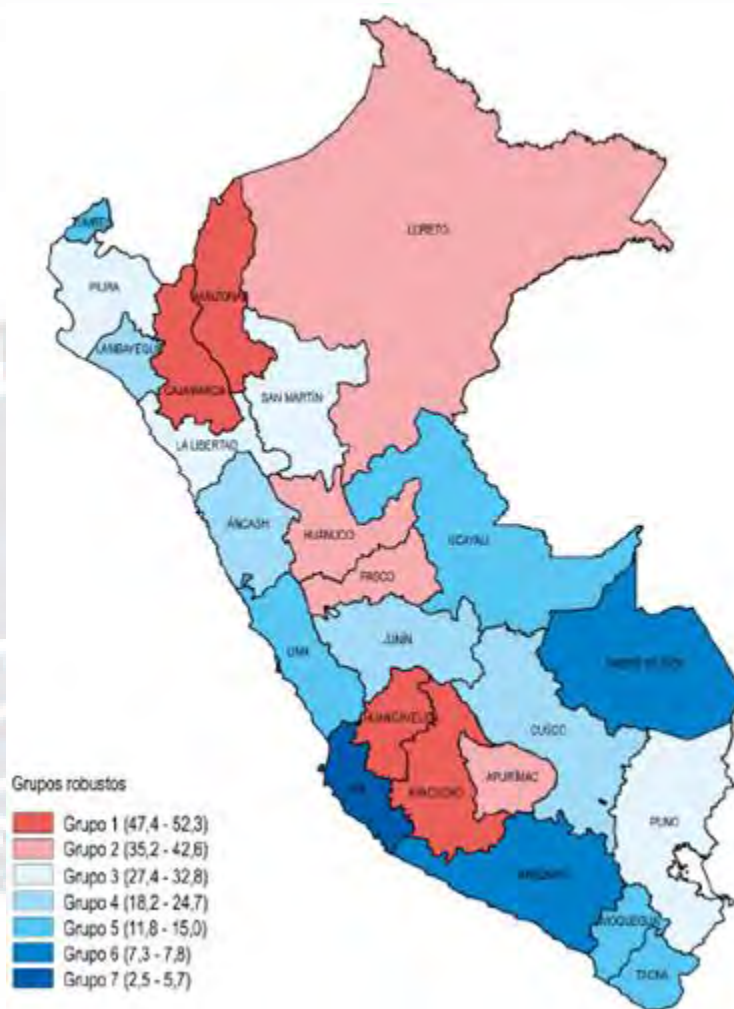 LORETO
TUMBES
PIURA
AMAZONAS
LAMBAYEQUE
CAJAMARCA
SAN MARTÍN
LA LIBERTAD
ÁNCASH
HUÁNUCO
UCAYALI
PASCO
JUNÍN
LIMA
MADRE DE DIOS
HUANCAVELICA
CUSCO
ICA
AYACUCHO
APURÍMAC
PUNO
AREQUIPA
MOQUEGUA
TACNA
Grupos robustos
Grupo 1 (47,4 - 52,3)
Grupo 2 (35,2 - 42,6)
Grupo 3 (27,4 - 32,8)
Grupo 4 (18,2 - 24,7)
Grupo 5 (11,8 - 15,0)
Grupo 6 (7,3 - 7,8)
Grupo 7 (2,5 - 5,7)